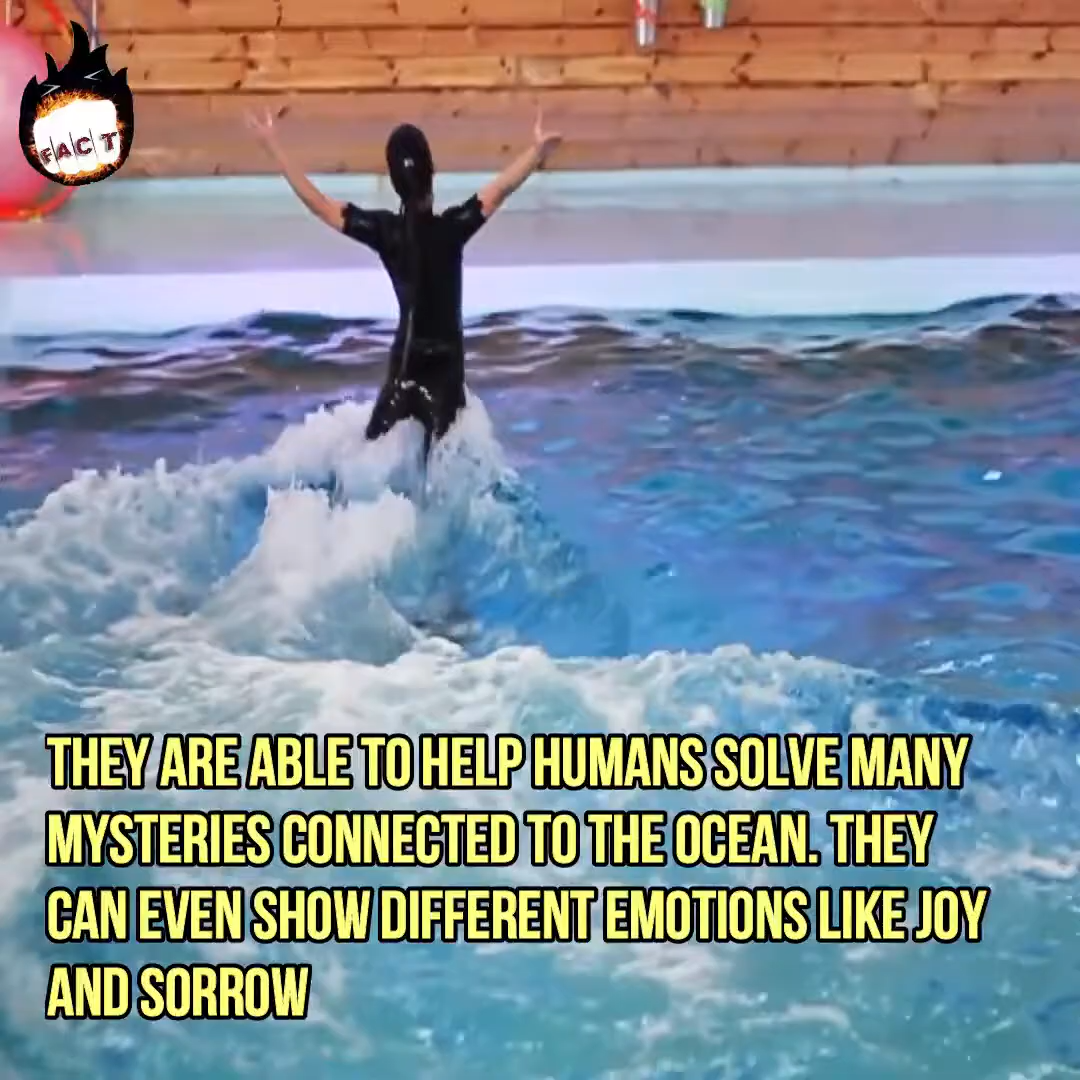 FACT
THEY ARE ABLE TO HELP HUMANS SOLVE MANY
MYSTERIES CONNECTED TO THE OCEAN. THEY
CAN EVEN SHOW DIFFERENT EMOTIONS LIKE JOY
AND SORROW